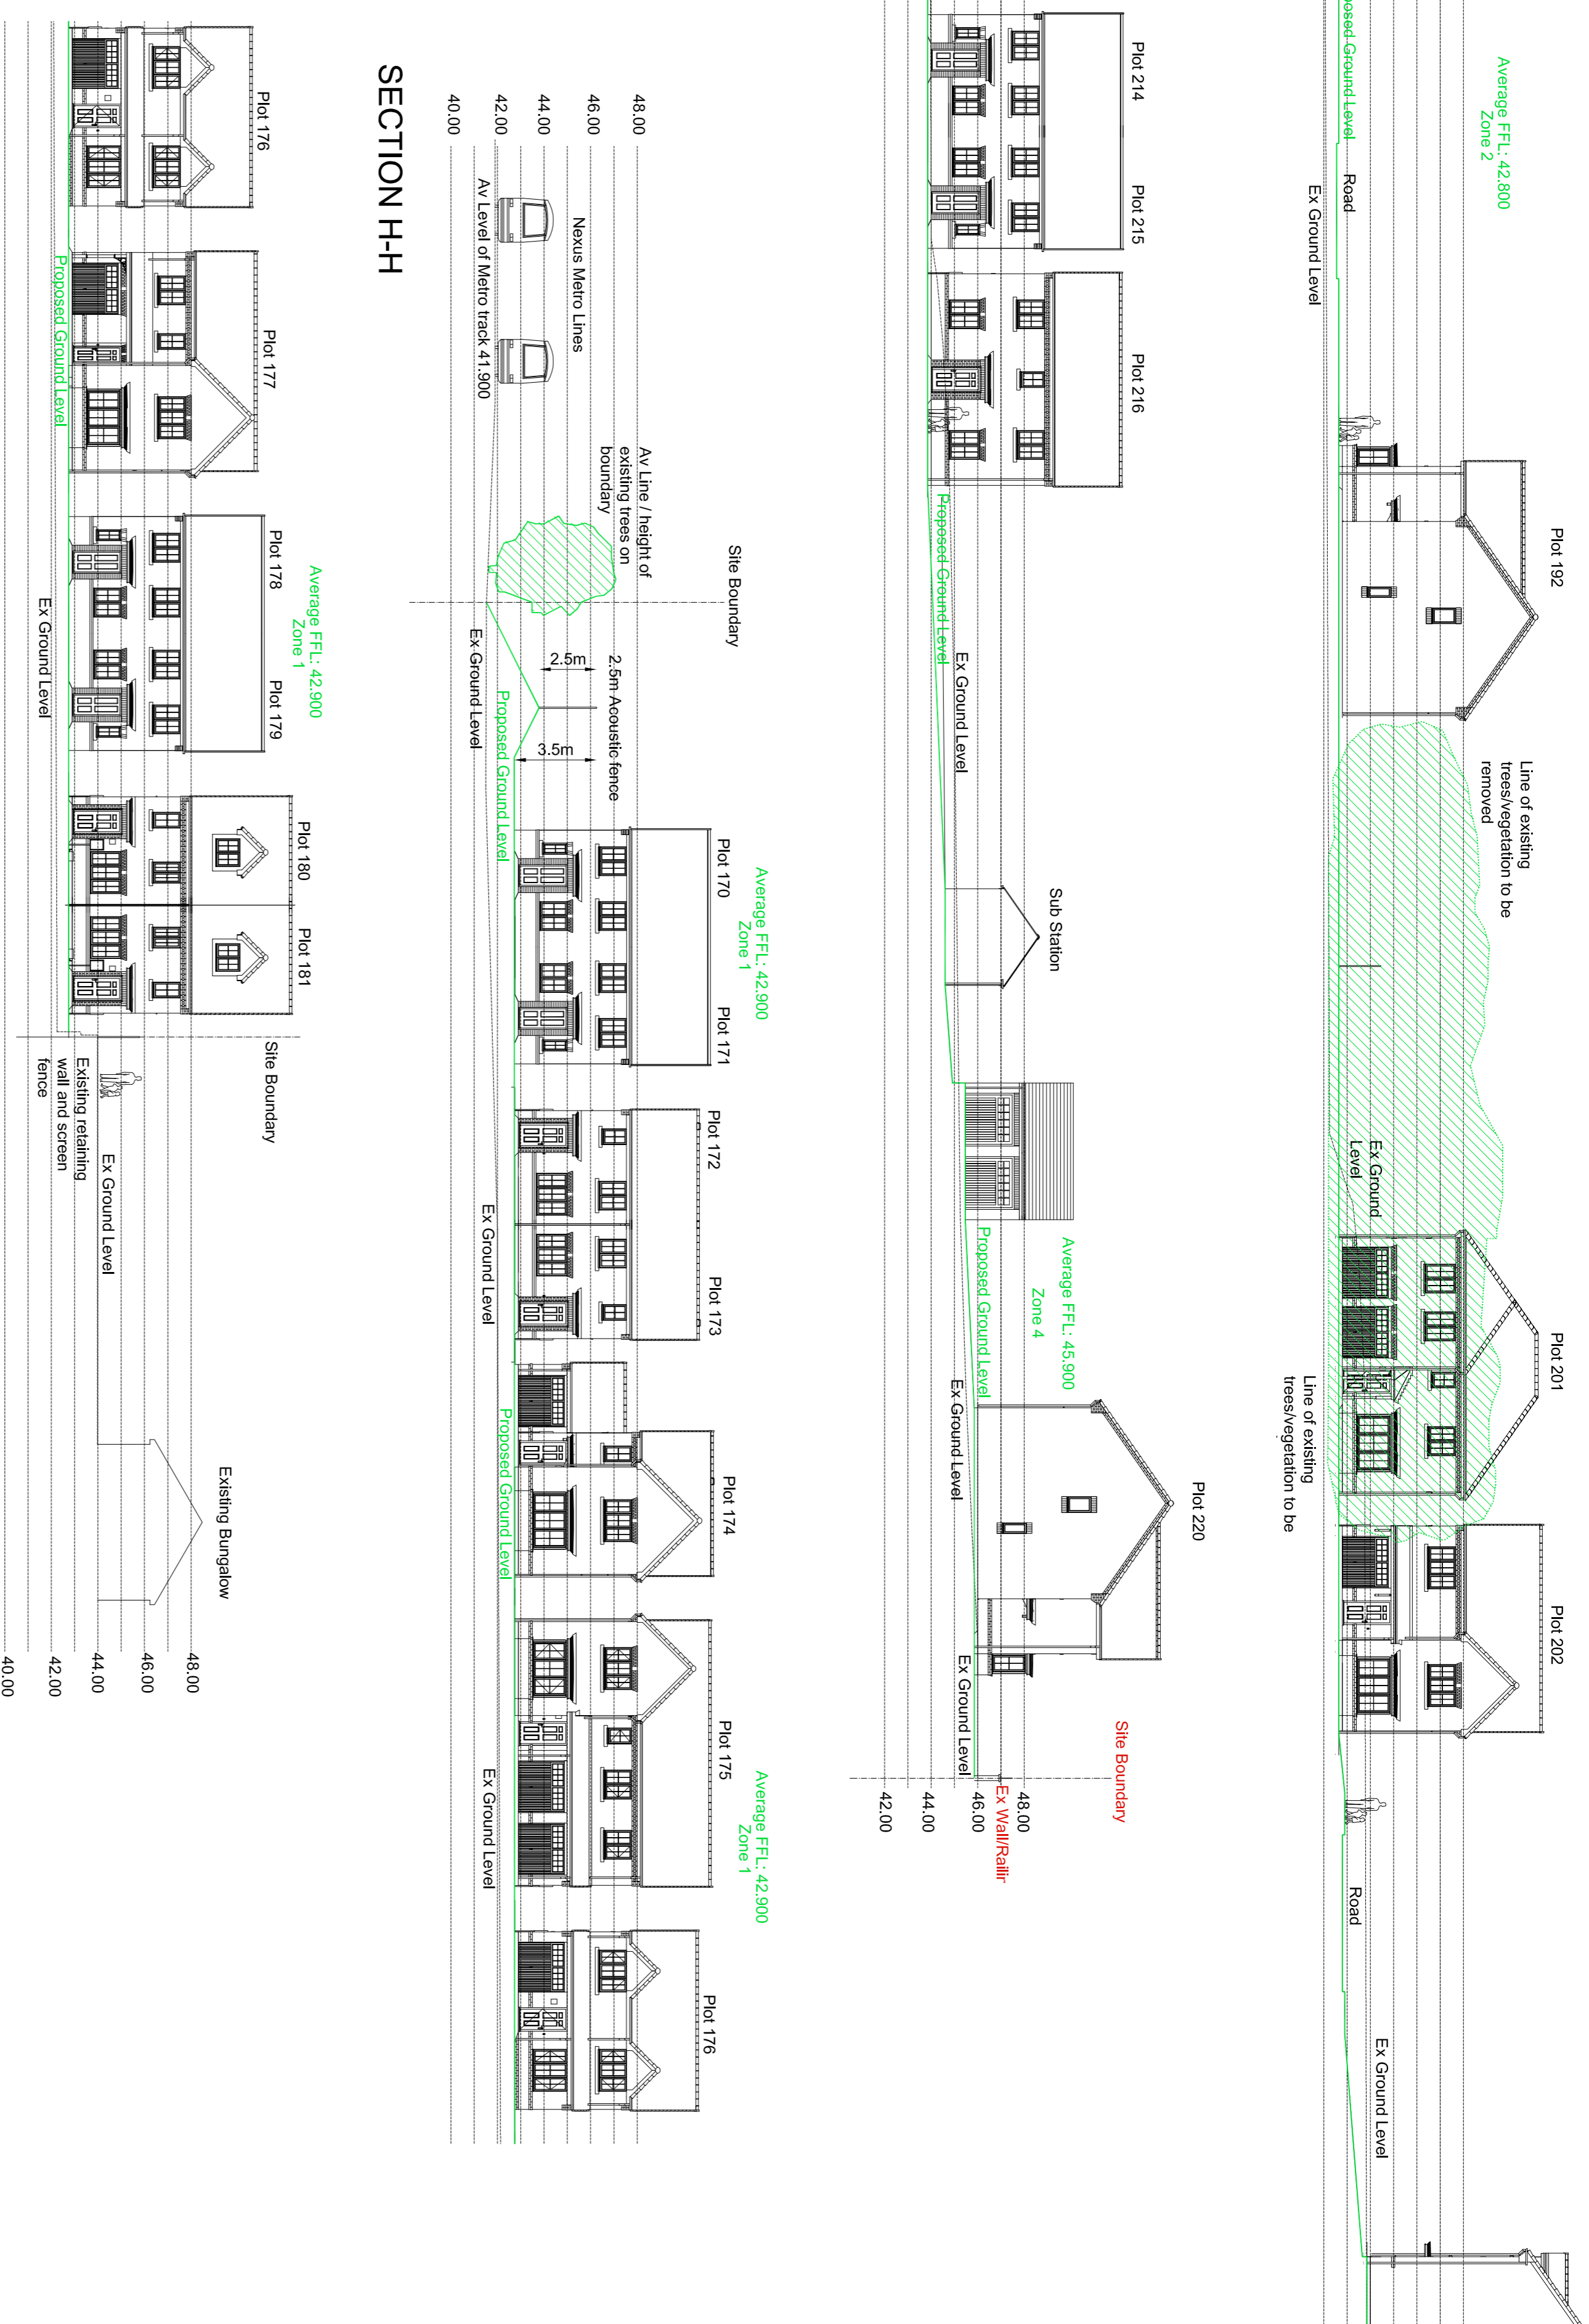 Average FFL: 42.800
Zone 2
Plot 192
Line of existing
trees/vegetation to be
removed
Plot 201
Plot 202
posed Ground Level
Road
Ex Ground Level
Ex Ground
Level
Line of existing
trees/vegetation to be
Road
Ex Ground Level
Plot 214
Plot 215
Plot 216
Proposed Ground Level
Ex Ground Level
Sub Station
Average FFL: 45.900
Zone 4
Proposed Ground Level
Ex Ground Level
Plot 220
Ex Ground Level
Site Boundary
Ex Wall/Railin
48.00
46.00
44.00
42.00
48.00
46.00
44.00
42.00
40.00
Nexus Metro Lines
Av Level of Metro track 41.900
Av Line / height of
existing trees on
boundary
Site Boundary
2.5m
2.5m Acoustic fence
3.5m
Ex Ground Level
Proposed Ground Level
Average FFL: 42.900
Zone 1
Plot 170
Plot 171
Plot 172
Plot 173
Ex Ground Level
Plot 174
Proposed Ground Level
Plot 175
Average FFL: 42.900
Zone 1
Ex Ground Level
Plot 176
SECTION H-H
Plot 176
Plot 177
Proposed Ground Level
Average FFL: 42.900
Zone 1
Plot 178
Plot 179
Ex Ground Level
Plot 180
Plot 181
Site Boundary
Existing retaining
wall and screen
fence
Ex Ground Level
Existing Bungalow
48.00
46.00
44.00
42.00
40.00